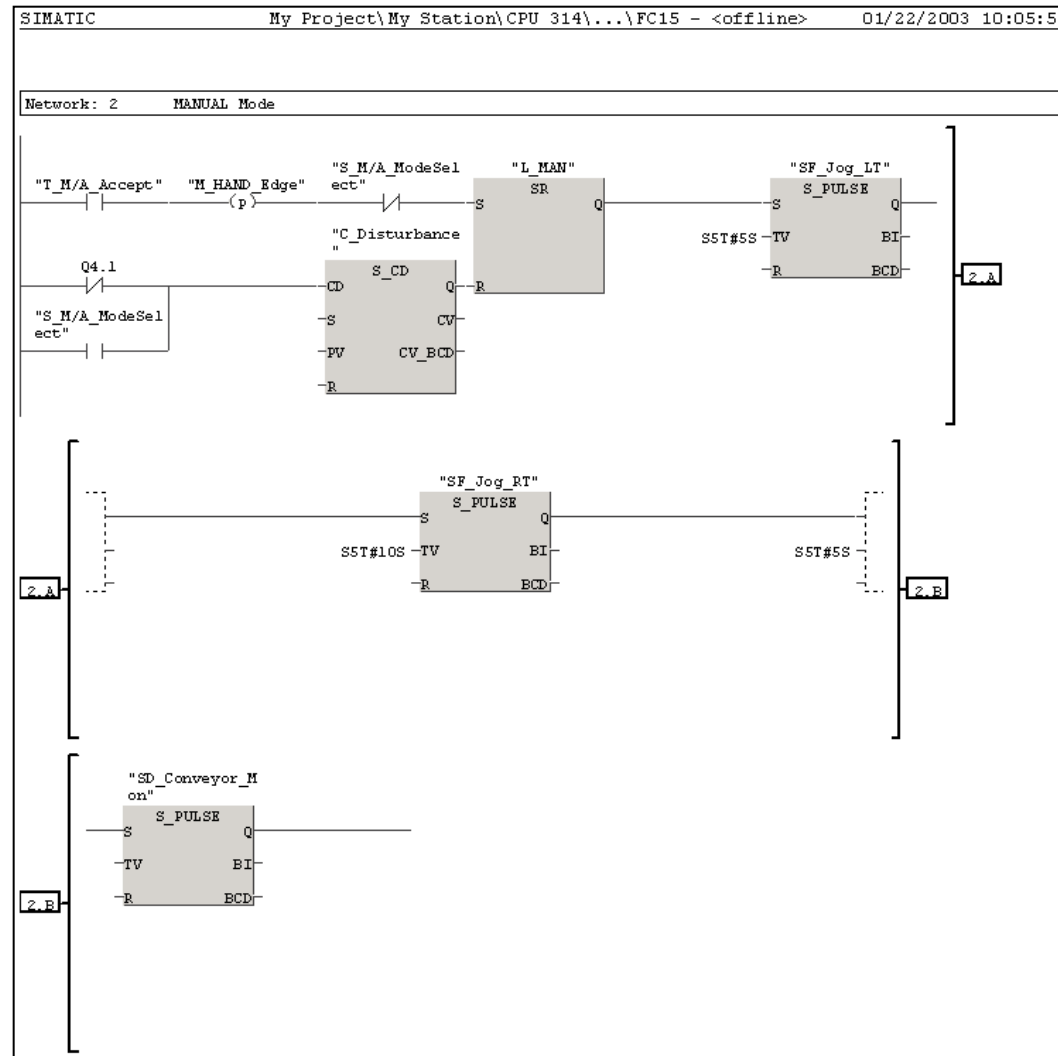 SIMATIC My Project\My Station\CPU 314\...\FC15 - <offline> 01/22/2003 10:05:5
Network: 2 MANUAL Mode
"T_M/A_Accept"
"M_HAND_Edge"
(P)
"S_M/A_ModeSel
ect"
"L_MAN"
SR
S Q
R
"SF_Jog_LT"
S_PULSE
S Q
S5T#5S TV BI
R BCD
2.A
Q4.1
"S_M/A_ModeSel
ect"
"C_Disturbance
"
S_CD
CD Q
S CV
PV CV_BCD
R
2.A
"SF_Jog_RT"
S_PULSE
S Q
S5T#10S TV BI
R BCD
S5T#5S
2.B
2.B
"SD_Conveyor_M
on"
S_PULSE
S Q
TV BI
R BCD